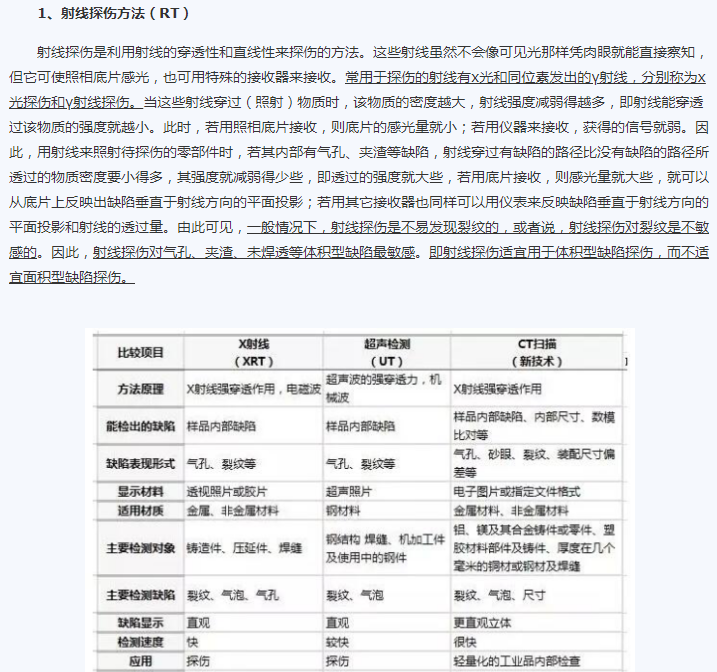 1、射线探伤方法（RT）
射线探伤是利用射线的穿透性和直线性来探伤的方法。这些射线虽然不会像可见光那样凭肉眼就能直接察知，
但它可使照相底片感光，也可用特殊的接收器来接收。常用于探伤的射线有x光和同位素发出的γ射线，分别称为x
光探伤和γ射线探伤。当这些射线穿过（照射）物质时，该物质的密度越大，射线强度减弱得越多，即射线能穿透
过该物质的强度就越小。此时，若用照相底片接收，则底片的感光量就小；若用仪器来接收，获得的信号就弱。因
此，用射线来照射待探伤的零部件时，若其内部有气孔、夹渣等缺陷，射线穿过有缺陷的路径比没有缺陷的路径所
透过的物质密度要小得多，其强度就减弱得少些，即透过的强度就大些，若用底片接收，则感光量就大些，就可以
从底片上反映出缺陷垂直于射线方向的平面投影；若用其它接收器也同样可以用仪表来反映缺陷垂直于射线方向的
平面投影和射线的透过量。由此可见，一般情况下，射线探伤是不易发现裂纹的，或者说，射线探伤对裂纹是不敏
感的。因此，射线探伤对气孔、夹渣、未焊透等体积型缺陷最敏感。即射线探伤适宜用于体积型缺陷探伤，而不适
宜面积型缺陷探伤。
比较项目 X射线（XRT） 超声检测（UT） CT扫描（新技术）
方法原理 X射线强穿透作用，电磁波 超声波的强穿透力，机械波 X射线强穿透作用
能检出的缺陷 样品内部缺陷 样品内部缺陷 样品内部缺陷、内部尺寸、数模比对等
缺陷表现形式 气孔、裂纹等 气孔、裂纹等 气孔、砂眼、裂纹、装配尺寸偏差等
显示材料 透视照片或胶片 超声照片 电子图片或指定文件格式
适用材质 金属、非金属材料 钢材料 金属材料、非金属材料
主要检测对象 铸造件、压延件、焊缝 钢结构 焊缝、机加工件及使用中的钢件 铝、镁及其合金铸件或零件、塑胶材料部件及铸件、厚度在几个毫米的钢材或钢材及焊缝
主要检测缺陷 裂纹、气泡、气孔 裂纹、气泡 裂纹、气泡、尺寸
缺陷显示 直观 直观 更直观立体
检测速度 快 较快 很快
应用 探伤 探伤 轻量化的工业品内部检查